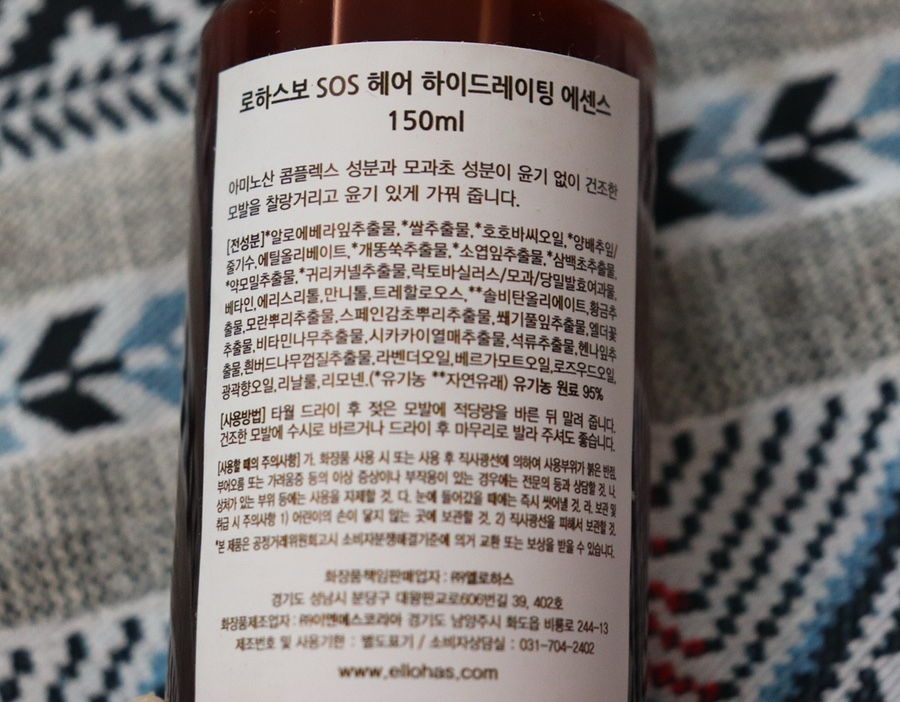 로하스보 SOS 헤어 하이드레이팅 에센스
150ml
아미노산 콤플렉스 성분과 모과초 성분이 윤기 없이 건조한
모발을 찰랑거리고 윤기 있게 가꿔 줍니다.
[전성분]*알로에베라잎추출물,*쌀추출물,*호호바씨오일,*양배추잎/
줄기수,에틸올리베이트,*개똥쑥추출물,*소엽잎추출물,*삼백초추출물,
*약모밀추출물,*귀리커넬추출물,락토바실러스/모과/당밀발효여과물,
베타인,에리스리톨,만니톨,트레할로오스,**솔비탄올리에이트,황금추
출물,모란뿌리추출물,스페인감초뿌리추출물,쐐기풀잎추출물,엘더꽃
추출물,비타민나무추출물,시카카이열매추출물,석류추출물,헨나잎추
출물,흰버드나무껍질추출물,라벤더오일,베르가모트오일,로즈우드오일,
광곽향오일,리날룰,리모넨.(*유기농 **자연유래) 유기농 원료 95%
[사용방법] 타월 드라이 후 젖은 모발에 적당량을 바른 뒤 말려 줍니다.
건조한 모발에 수시로 바르거나 드라이 후 마무리로 발라 주셔도 좋습니다.
[사용할 때의 주의사항] 가. 화장품 사용 시 또는 사용 후 직사광선에 의하여 사용부위가 붉은 반점,
부어오름 또는 가려움증 등의 이상 증상이나 부작용이 있는 경우에는 전문의 등과 상담할 것. 나.
상처가 있는 부위 등에는 사용을 자제할 것. 다. 눈에 들어갔을 때에는 즉시 씻어낼 것. 라. 보관 및
취급 시 주의사항 1) 어린이의 손이 닿지 않는 곳에 보관할 것. 2) 직사광선을 피해서 보관할 것.
*본 제품은 공정거래위원회고시 소비자분쟁해결기준에 의거 교환 또는 보상을 받을 수 있습니다.
화장품책임판매업자 : ㈜엘로하스
경기도 성남시 분당구 대왕판교로606번길 39, 402호
화장품제조업자 : ㈜이앤에스코리아 경기도 남양주시 화도읍 비룡로 244-13
제조번호 및 사용기한 : 별도표기 / 소비자상담실 : 031-704-2402
www.ellohas.com